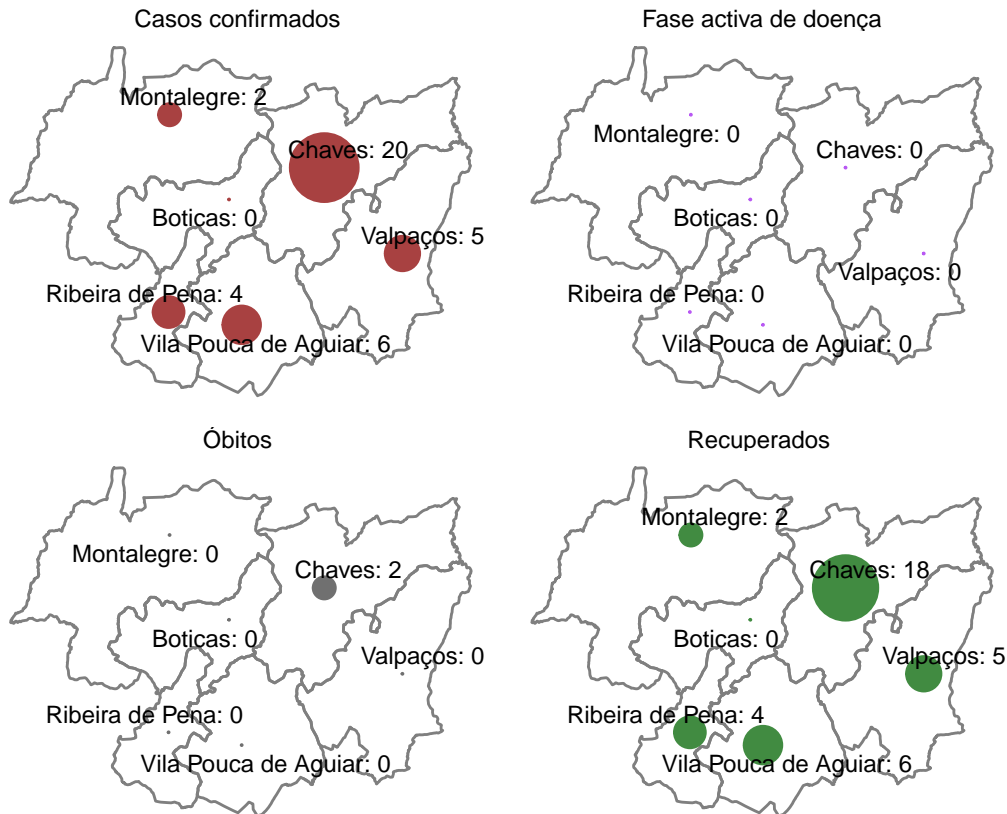 Casos confirmados
Montalegre: 2
Chaves: 20
Boticas: 0
Valpaços: 5
Ribeira de Pena: 4
Vila Pouca de Aguiar: 6
Fase activa de doença
Montalegre: 0
Chaves: 0
Boticas: 0
Valpaços: 0
Ribeira de Pena: 0
Vila Pouca de Aguiar: 0
Óbitos
Montalegre: 0
Chaves: 2
Boticas: 0
Valpaços: 0
Ribeira de Pena: 0
Vila Pouca de Aguiar: 0
Recuperados
Montalegre: 2
Chaves: 18
Boticas: 0
Valpaços: 5
Ribeira de Pena: 4
Vila Pouca de Aguiar: 6